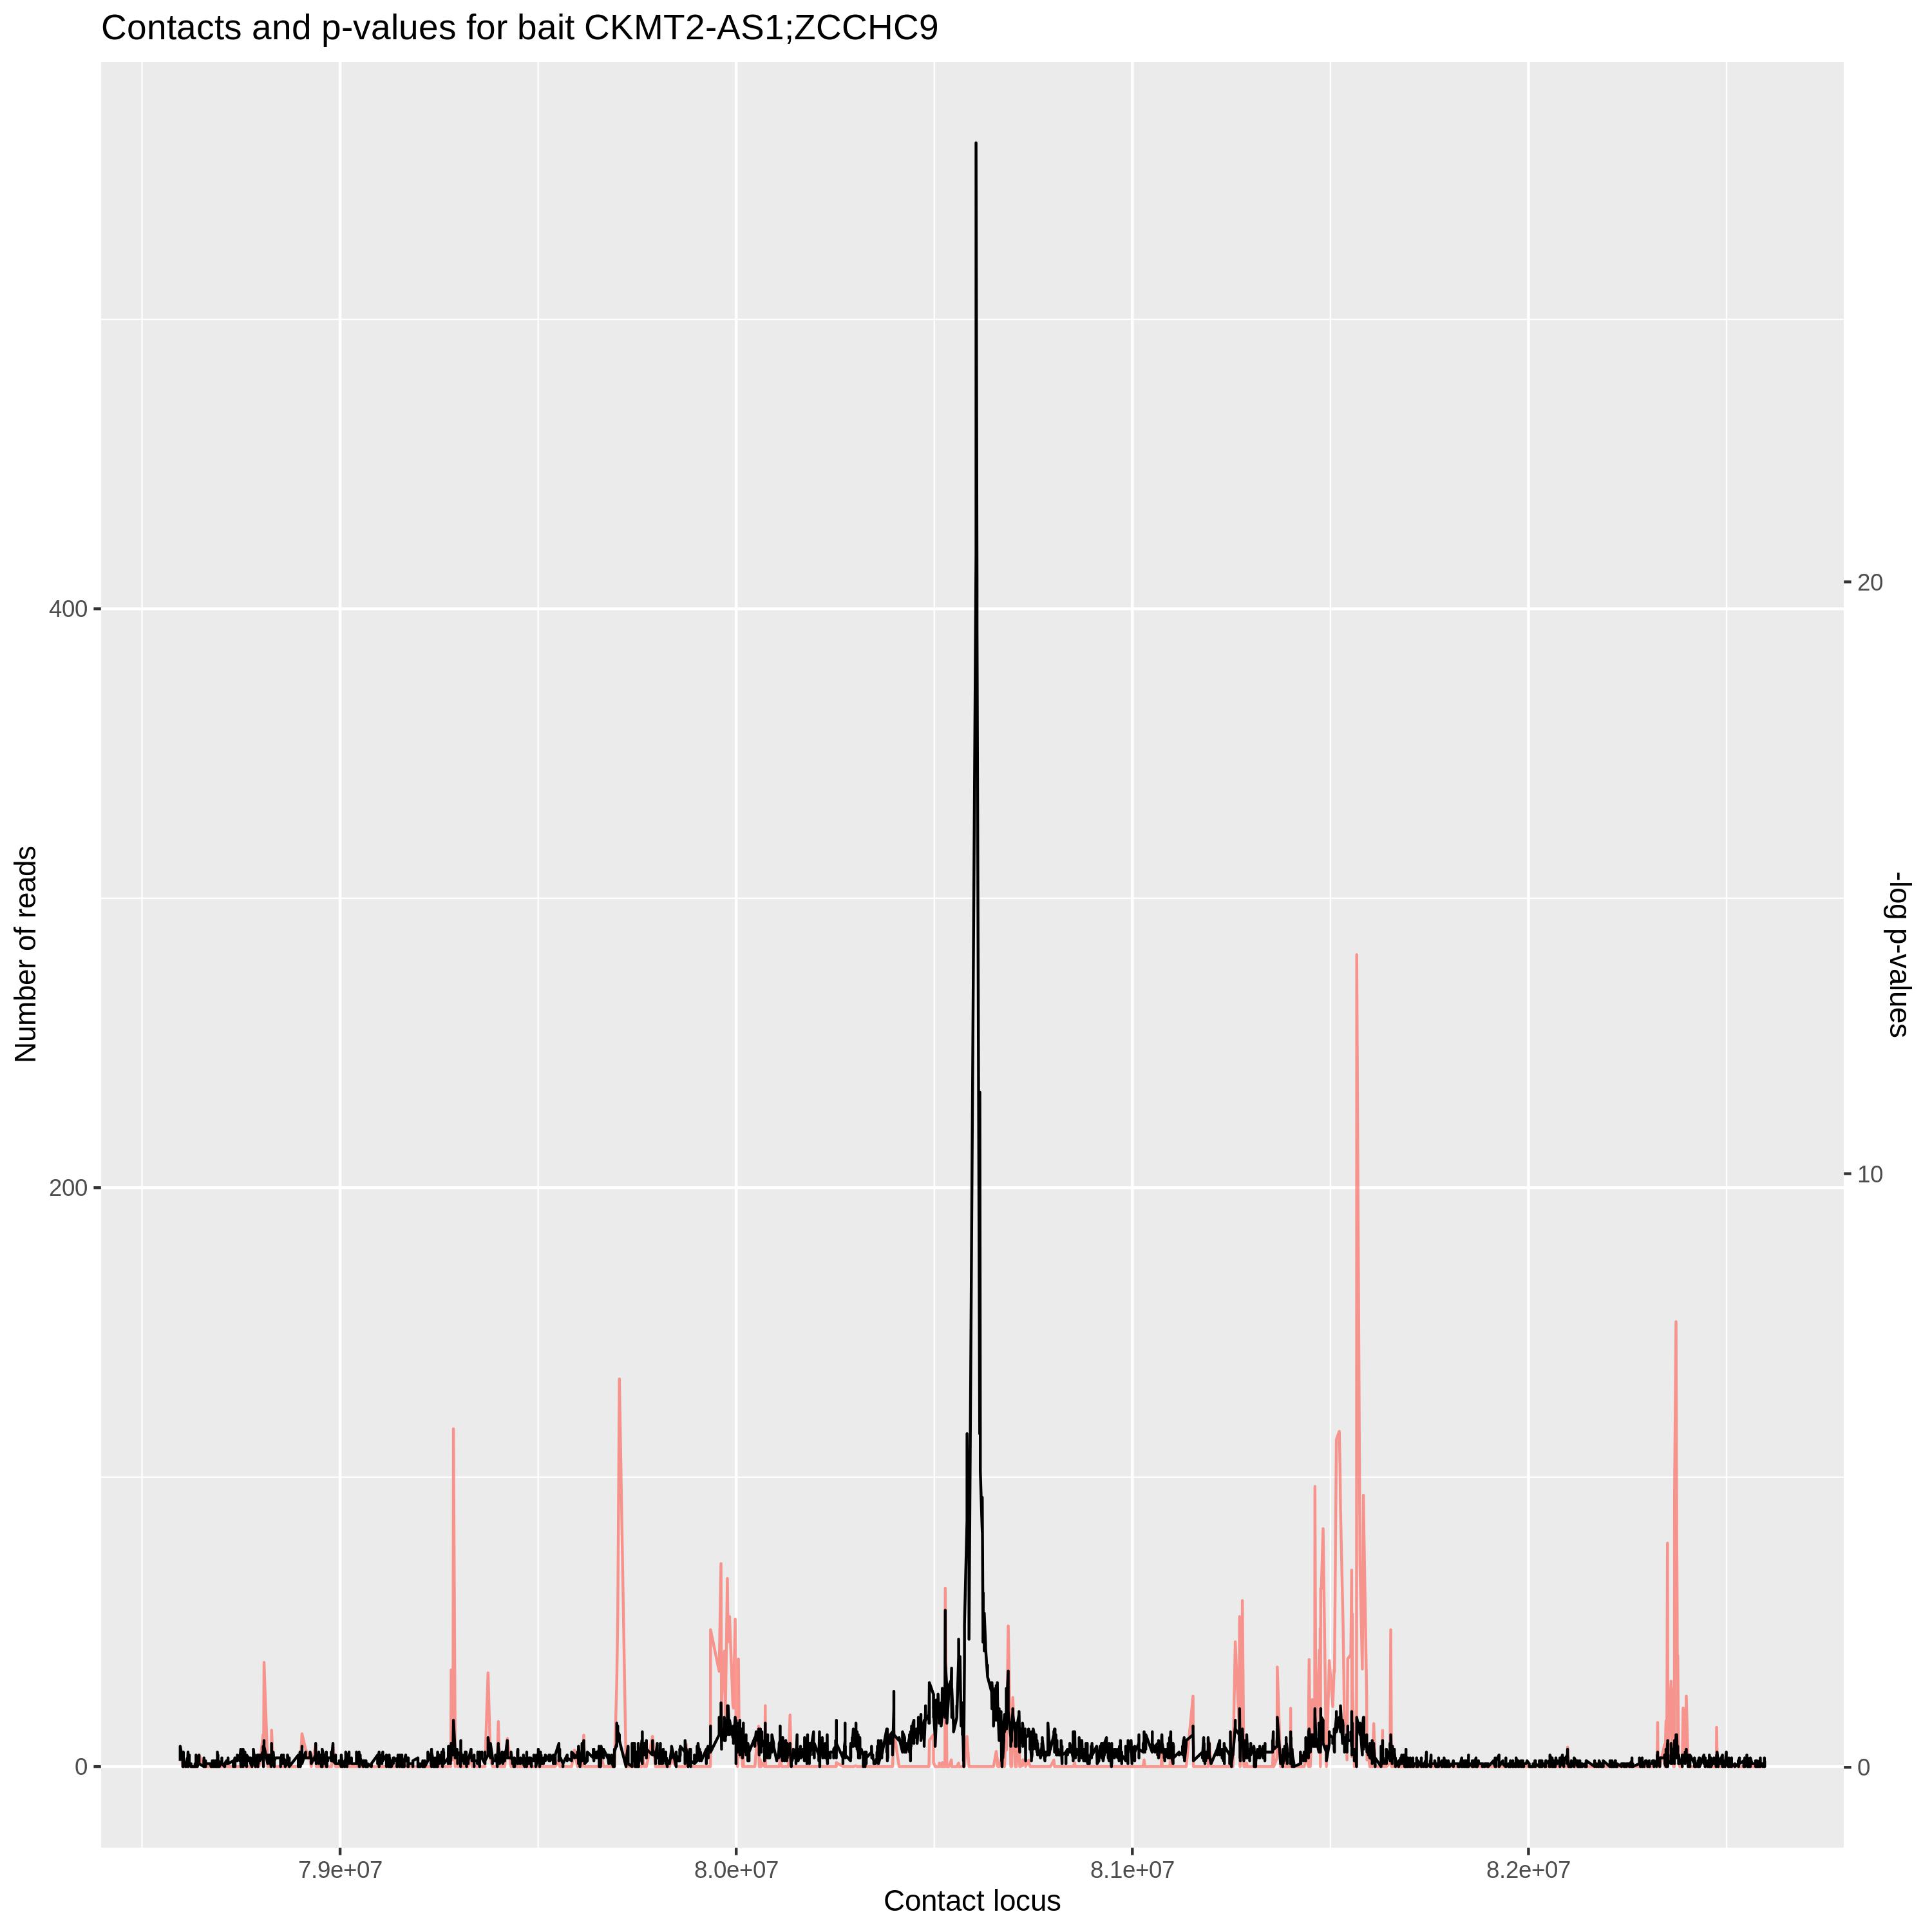 Contacts and p-values for bait CKMT2-AS1;ZCCHC9
Number of reads
400
200
0
20
10
0
-log p-values
7.9e+07 8.0e+07 8.1e+07 8.2e+07
Contact locus